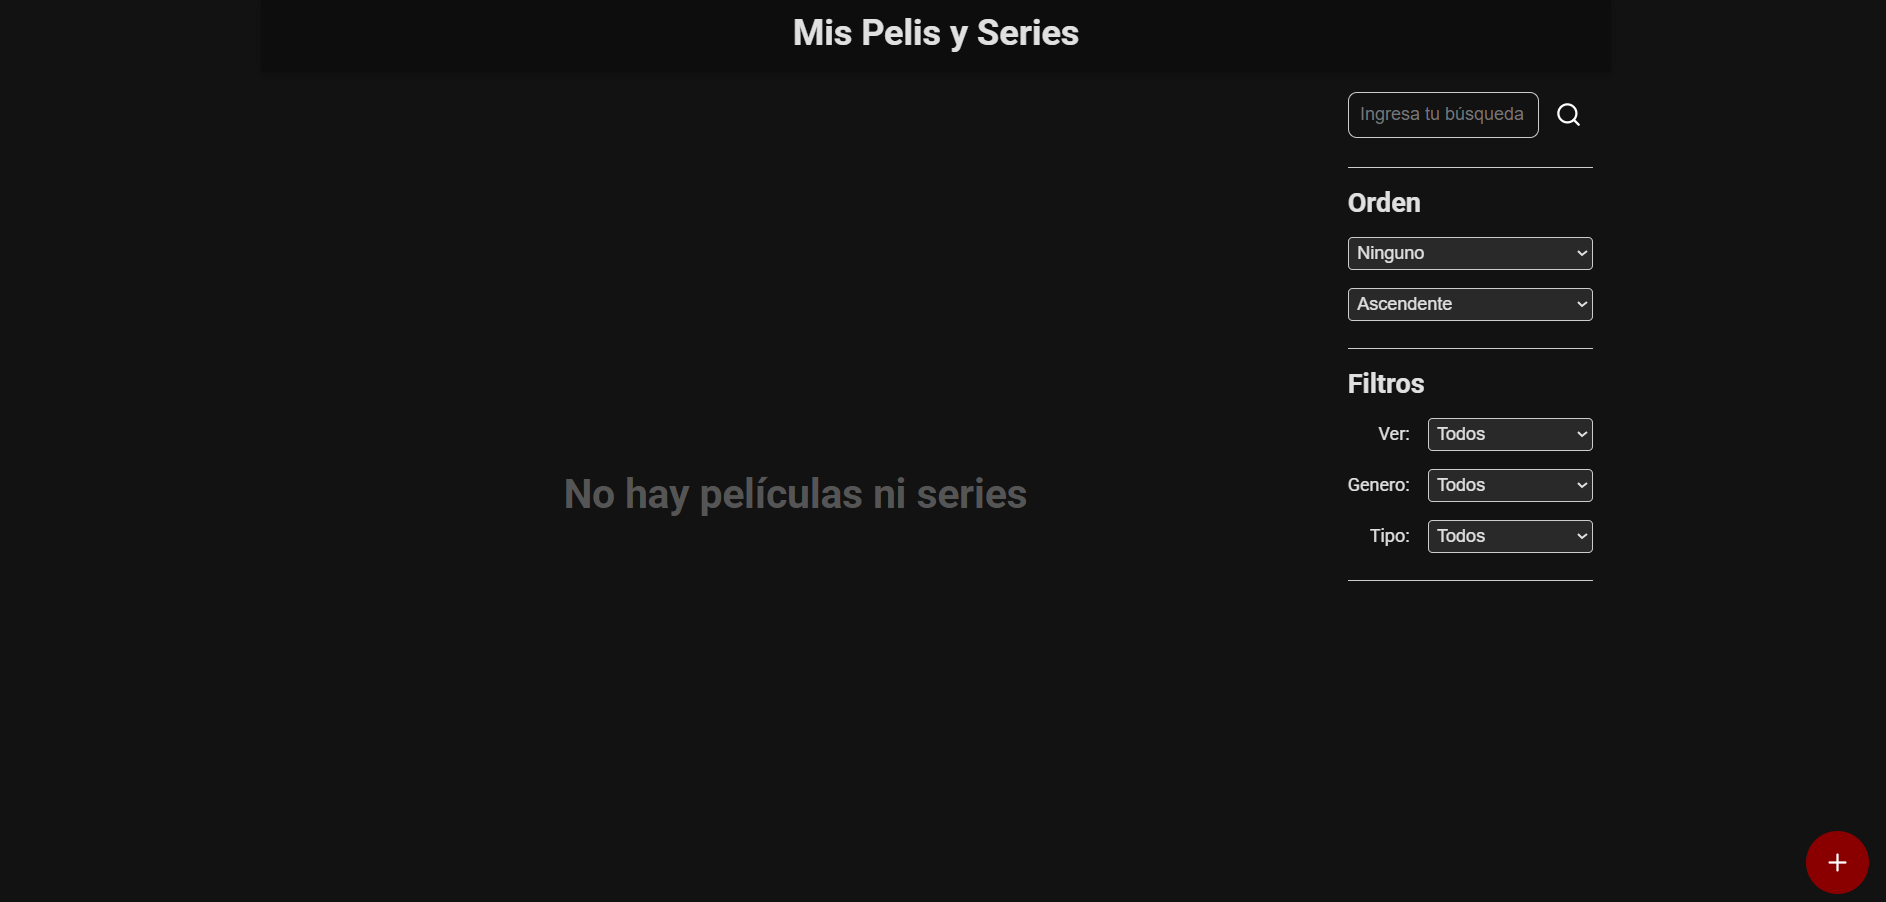 Mis Pelis y Series
Ingresa tu búsqueda
Orden
Ninguno
Ascendente
Filtros
Ver: Todos
Genero: Todos
Tipo: Todos
No hay películas ni series
+